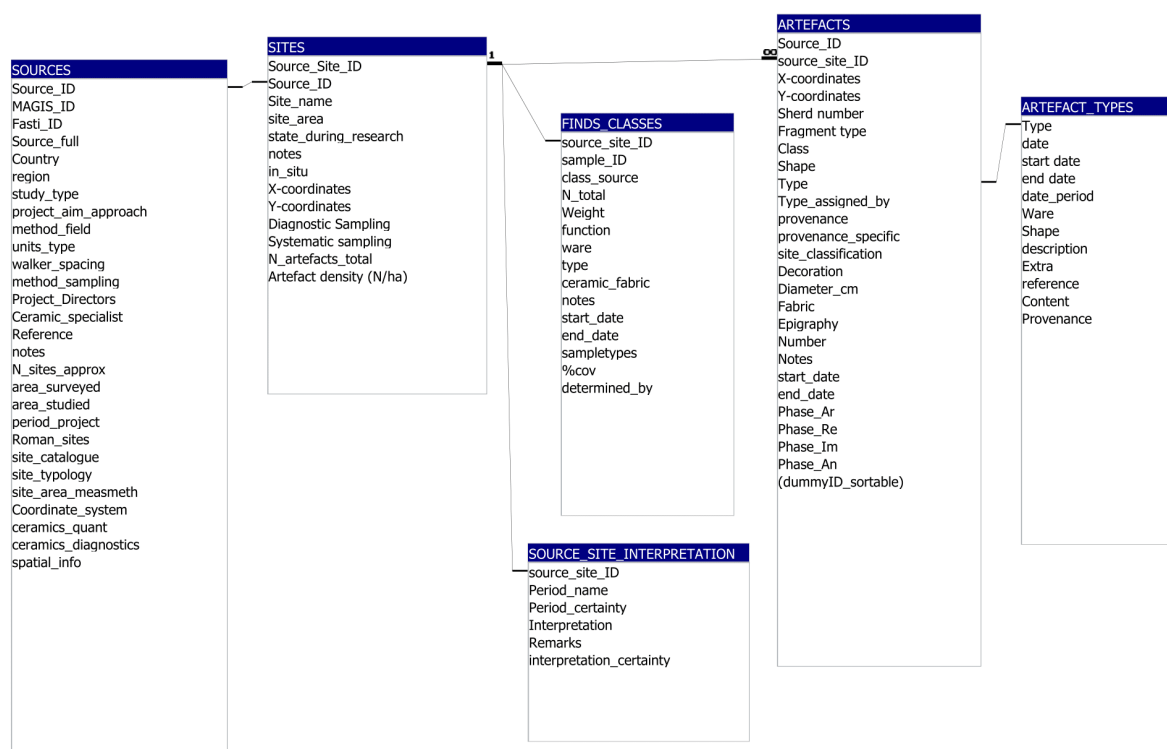 SOURCES
Source_ID
MAGIS_ID
Fasti_ID
Source_full
Country
region
study_type
project_aim_approach
method_field
units_type
walker_spacing
method_sampling
Project_Directors
Ceramic_specialist
Reference
notes
N_sites_approx
area_surveyed
area_studied
period_project
Roman_sites
site_catalogue
site_typology
site_area_measmeth
Coordinate_system
ceramics_quant
ceramics_diagnostics
spatial_info
SITES
Source_Site_ID
Source_ID
Site_name
site_area
state_during_research
notes
in_situ
X-coordinates
Y-coordinates
Diagnostic Sampling
Systematic sampling
N_artefacts_total
Artefact density (N/ha)
1
∞
FINDS_CLASSES
source_site_ID
sample_ID
class_source
N_total
Weight
function
ware
type
ceramic_fabric
notes
start_date
end_date
sampletypes
%cov
determined_by
SOURCE_SITE_INTERPRETATION
source_site_ID
Period_name
Period_certainty
Interpretation
Remarks
interpretation_certainty
ARTEFACTS
Source_ID
source_site_ID
X-coordinates
Y-coordinates
Sherd number
Fragment type
Class
Shape
Type
Type_assigned_by
provenance
provenance_specific
site_classification
Decoration
Diameter_cm
Fabric
Epigraphy
Number
Notes
start_date
end_date
Phase_Ar
Phase_Re
Phase_Im
Phase_An
(dummyID_sortable)
ARTEFACT_TYPES
Type
date
start date
end date
date_period
Ware
Shape
description
Extra
reference
Content
Provenance